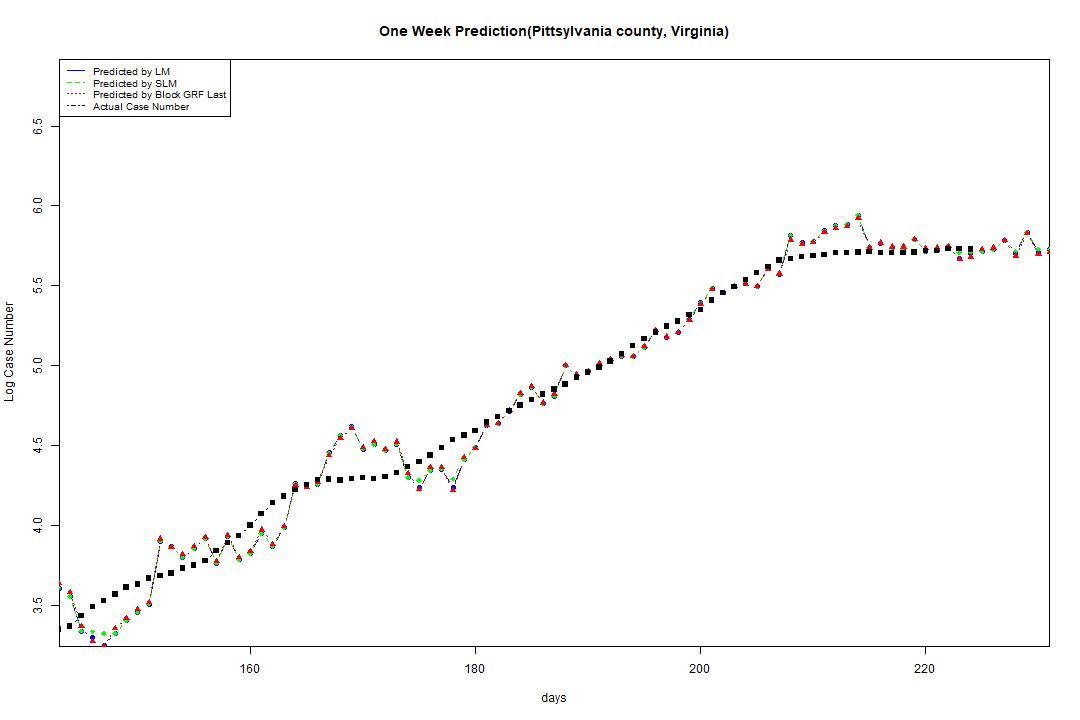 One Week Prediction(Pittsylvania county, Virginia)
Predicted by LM
Predicted by SLM
Predicted by Block GRF Last
Actual Case Number
6.5
6.0
5.5
5.0
4.5
4.0
3.5
Log Case Number
160 180 200 220
days